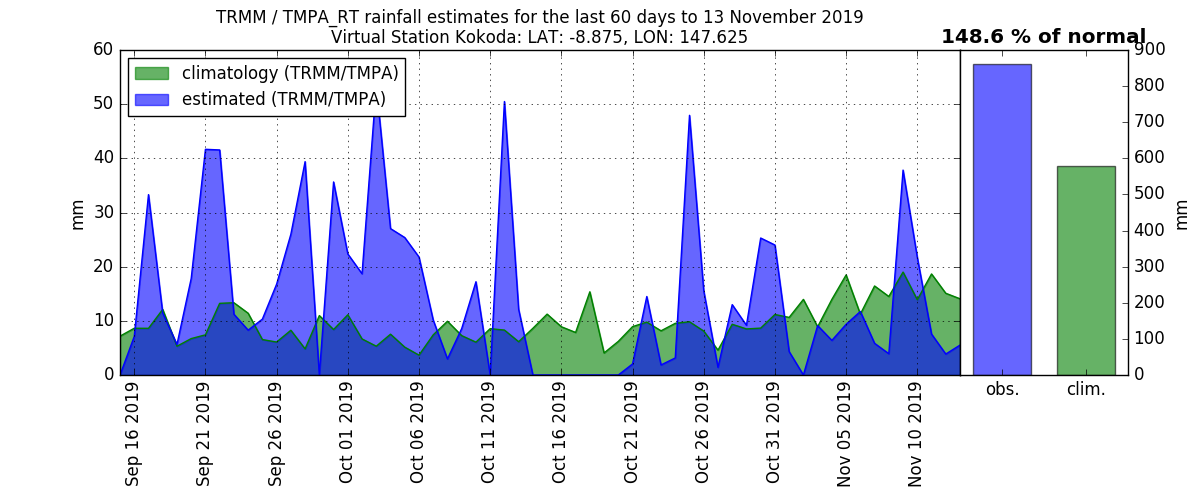 TRMM / TMPA_RT rainfall estimates for the last 60 days to 13 November 2019
Virtual Station Kokoda: LAT: -8.875, LON: 147.625
148.6 % of normal
climatology (TRMM/TMPA)
estimated (TRMM/TMPA)
60
50
40
30
20
10
0
mm
Sep 16 2019
Sep 21 2019
Sep 26 2019
Oct 01 2019
Oct 06 2019
Oct 11 2019
Oct 16 2019
Oct 21 2019
Oct 26 2019
Oct 31 2019
Nov 05 2019
Nov 10 2019
900
800
700
600
500
400
300
200
100
0
mm
obs.
clim.